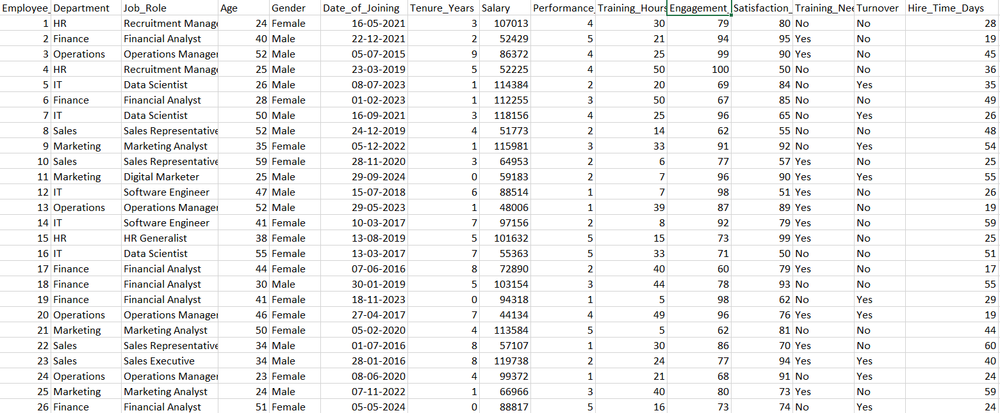 Employee_ Department Job_Role Age Gender Date_of_Joining Tenure_Years Salary Performance_ Training_Hours Engagement_ Satisfaction_ Training_Nee Turnover Hire_Time_Days
1 HR Recruitment Manage 24 Female 16-05-2021 3 107013 4 30 79 80 No No 28
2 Finance Financial Analyst 40 Male 22-12-2021 2 52429 5 21 94 95 Yes No 19
3 Operations Operations Manager 52 Male 05-07-2015 9 86372 4 25 99 90 Yes No 45
4 HR Recruitment Manage 25 Male 23-03-2019 5 52225 4 50 100 50 No No 36
5 IT Data Scientist 26 Male 08-07-2023 1 114384 2 20 69 84 No Yes 35
6 Finance Financial Analyst 28 Female 01-02-2023 1 112255 3 50 67 85 No No 49
7 IT Data Scientist 50 Male 16-09-2021 3 118156 4 25 96 65 No Yes 26
8 Sales Sales Representative 52 Male 24-12-2019 4 51773 2 14 62 55 No No 48
9 Marketing Marketing Analyst 35 Female 05-12-2022 1 115981 3 33 91 92 No Yes 54
10 Sales Sales Representative 59 Female 28-11-2020 3 64953 2 6 77 57 Yes No 25
11 Marketing Digital Marketer 25 Male 29-09-2024 0 59183 2 7 96 90 Yes Yes 55
12 IT Software Engineer 47 Male 15-07-2018 6 88514 1 7 98 51 Yes No 26
13 Operations Operations Manager 52 Male 29-05-2023 1 48006 1 39 87 89 Yes No 19
14 IT Software Engineer 41 Female 10-03-2017 7 97156 2 8 92 79 Yes No 59
15 HR HR Generalist 38 Female 13-08-2019 5 101632 5 15 73 99 Yes No 25
16 IT Data Scientist 55 Female 13-03-2017 7 55363 5 33 71 50 No No 51
17 Finance Financial Analyst 44 Female 07-06-2016 8 72890 2 40 60 79 Yes No 17
18 Finance Financial Analyst 30 Male 30-01-2019 5 103154 3 44 78 93 No No 55
19 Finance Financial Analyst 41 Female 18-11-2023 0 94318 1 5 98 62 No Yes 29
20 Operations Operations Manager 46 Female 27-04-2017 7 44134 4 49 96 76 Yes Yes 19
21 Marketing Marketing Analyst 50 Female 05-02-2020 4 113584 5 5 62 81 No No 44
22 Sales Sales Representative 34 Male 01-07-2016 8 57107 1 30 86 70 Yes No 60
23 Sales Sales Executive 34 Male 28-01-2016 8 119738 2 24 77 94 Yes Yes 40
24 Operations Operations Manager 23 Female 08-06-2020 4 99372 1 21 68 91 No Yes 24
25 Marketing Marketing Analyst 24 Male 07-11-2022 1 66966 3 40 80 73 Yes No 59
26 Finance Financial Analyst 51 Female 05-05-2024 0 88817 5 16 73 74 No Yes 24